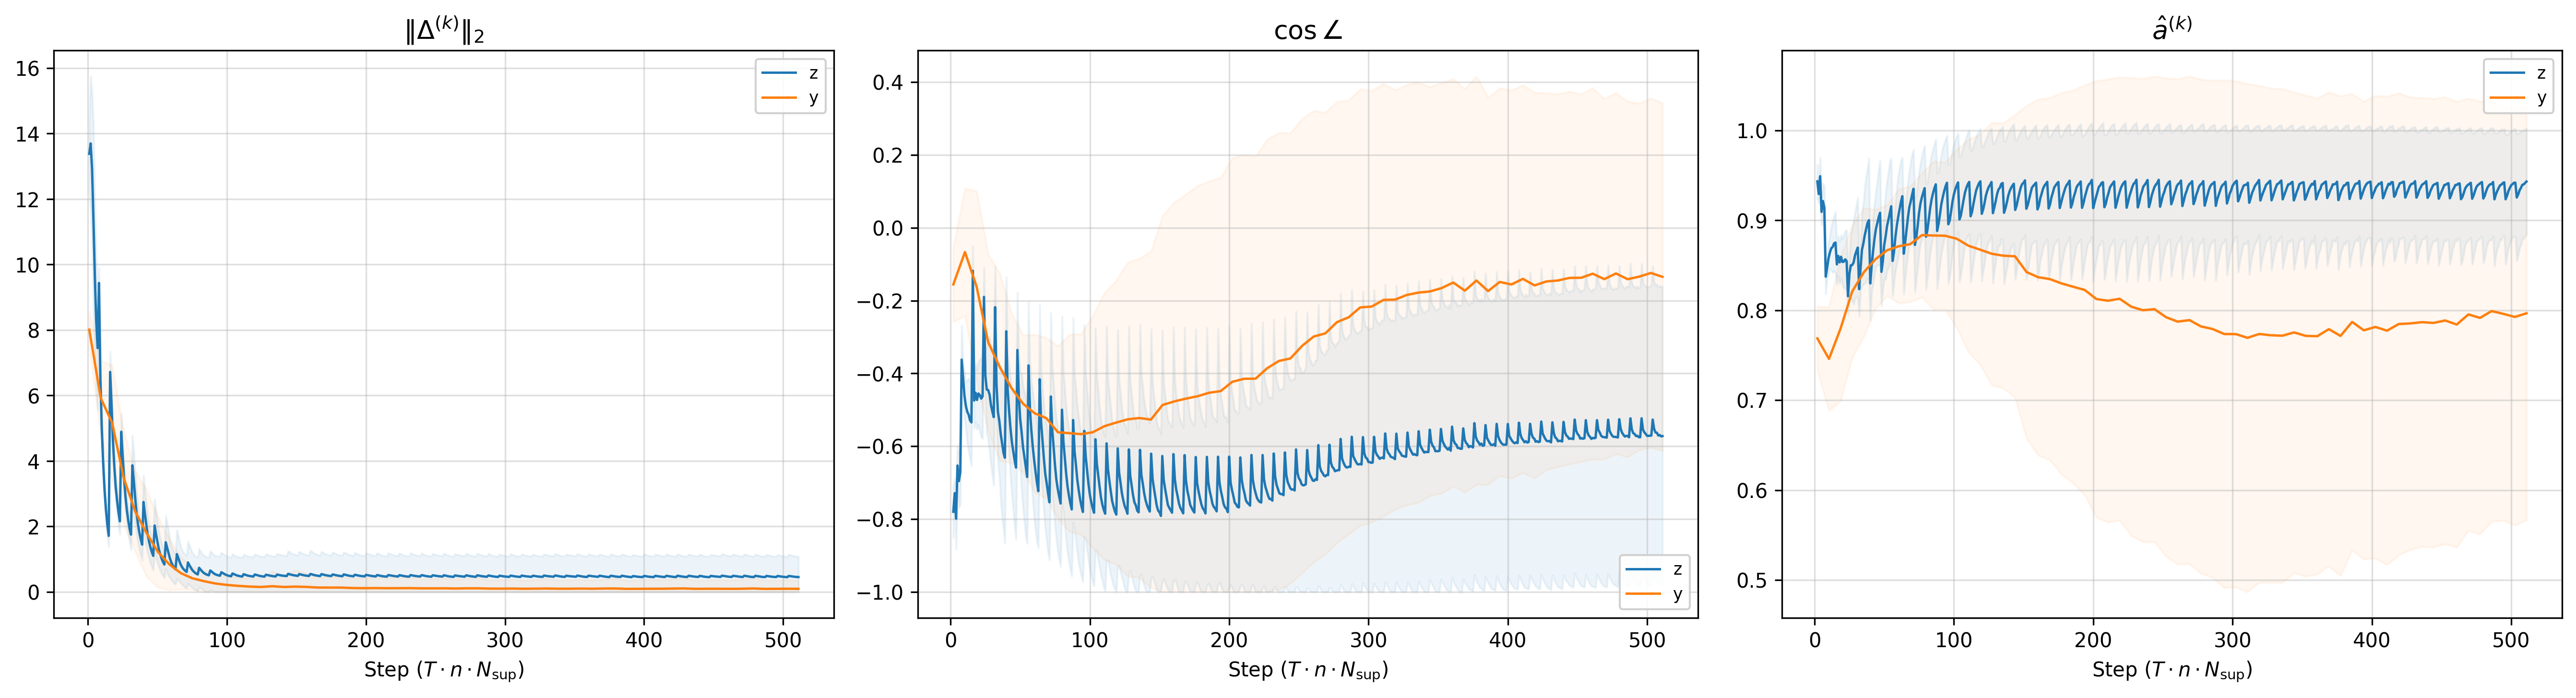 ‖Δ⁽ᵏ⁾‖₂
16
14
12
10
8
6
4
2
0
0 100 200 300 400 500
Step (T · n · N_sup)
z
y
cos ∠
0.4
0.2
0.0
−0.2
−0.4
−0.6
−0.8
−1.0
0 100 200 300 400 500
Step (T · n · N_sup)
z
y
â⁽ᵏ⁾
1.0
0.9
0.8
0.7
0.6
0.5
0 100 200 300 400 500
Step (T · n · N_sup)
z
y